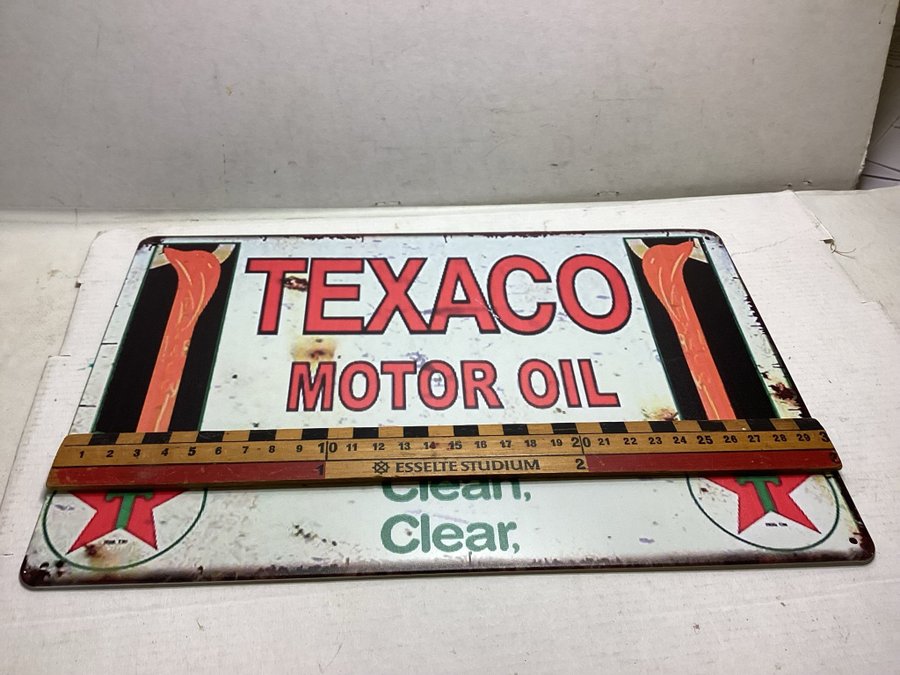 TEXACO
MOTOR OIL
1 2 3 4 5 6 7 8 9 10 11 12 13 14 15 16 17 18 19 20 21 22 23 24 25 26 27 28 29 3
1 ESSELTE STUDIUM 2
Clean,
Clear,
T T